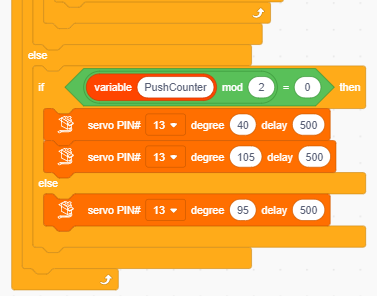 else
if variable PushCounter mod 2 = 0 then
servo PIN# 13 degree 40 delay 500
servo PIN# 13 degree 105 delay 500
else
servo PIN# 13 degree 95 delay 500